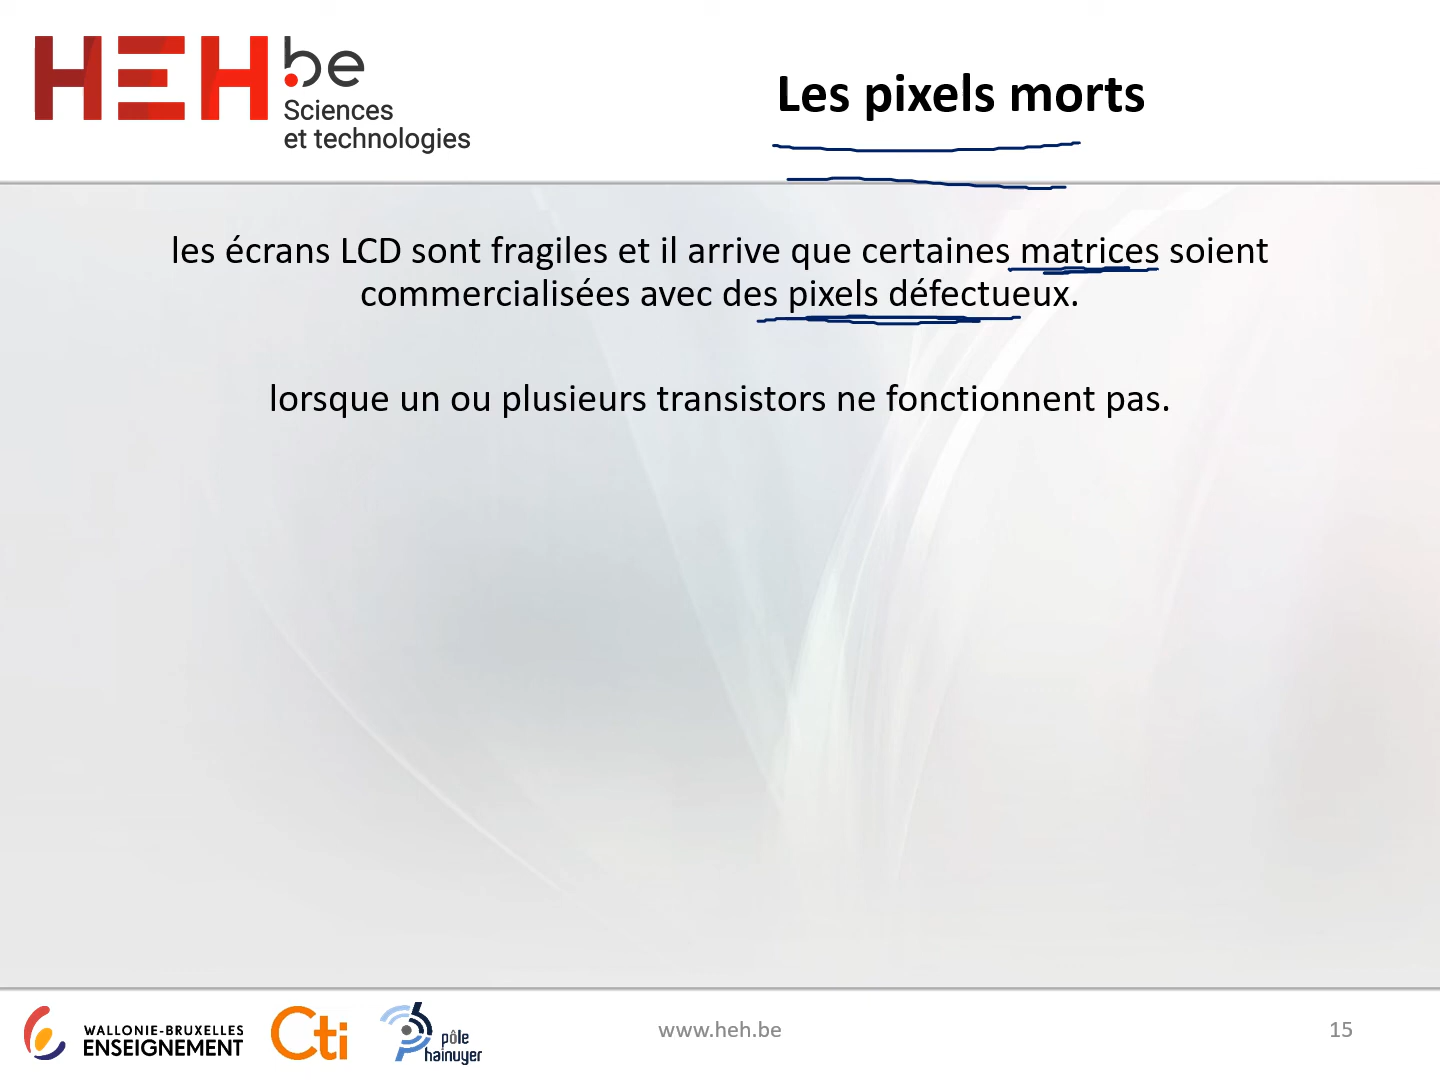 HEH.be
Sciences
et technologies
Les pixels morts
les écrans LCD sont fragiles et il arrive que certaines matrices soient
commercialisées avec des pixels défectueux.
lorsque un ou plusieurs transistors ne fonctionnent pas.
WALLONIE-BRUXELLES
ENSEIGNEMENT
Cti
pôle
hainuyer
www.heh.be
15